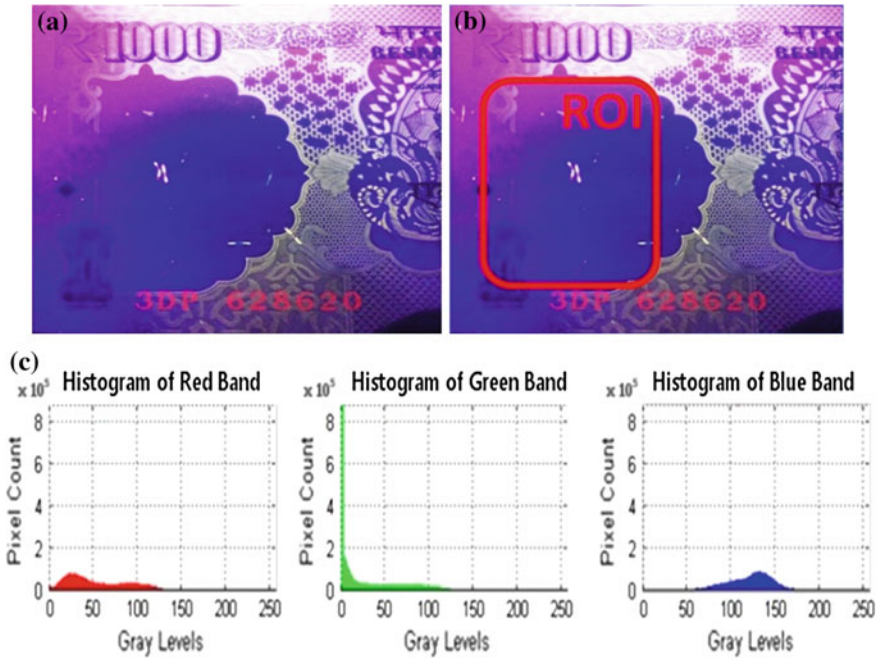 (a)
₹ 1000
3DP 628620
(b)
₹ 1000
ROI
3DP 628620
(c)
Histogram of Red Band
x 10⁵
Pixel Count
8
6
4
2
0
0 50 100 150 200 250
Gray Levels
Histogram of Green Band
x 10⁵
Pixel Count
8
6
4
2
0
0 50 100 150 200 250
Gray Levels
Histogram of Blue Band
x 10⁵
Pixel Count
8
6
4
2
0
0 50 100 150 200 250
Gray Levels